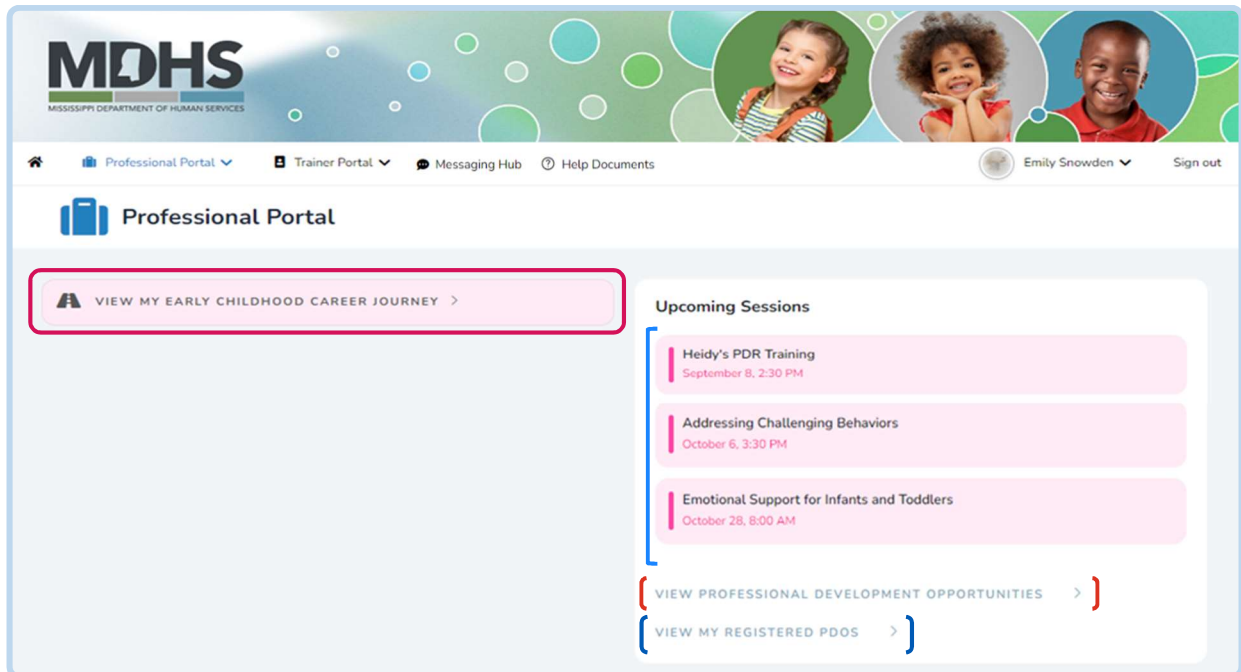 MDHS
MISSISSIPPI DEPARTMENT OF HUMAN SERVICES
Professional Portal
Trainer Portal
Messaging Hub
Help Documents
Emily Snowden
Sign out
Professional Portal
VIEW MY EARLY CHILDHOOD CAREER JOURNEY >
Upcoming Sessions
Heidy's PDR Training
September 8, 2:30 PM
Addressing Challenging Behaviors
October 6, 3:30 PM
Emotional Support for Infants and Toddlers
October 28, 8:00 AM
VIEW PROFESSIONAL DEVELOPMENT OPPORTUNITIES >
VIEW MY REGISTERED PDOS >